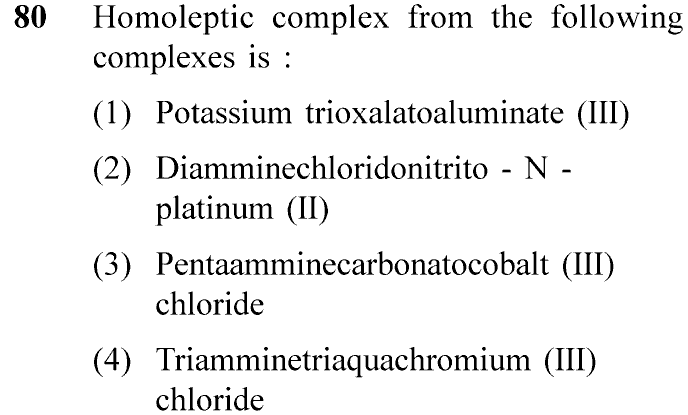 80 Homoleptic complex from the following
complexes is :
(1) Potassium trioxalatoaluminate (III)
(2) Diamminechloridonitrito - N -
platinum (II)
(3) Pentaamminecarbonatocobalt (III)
chloride
(4) Triamminetriaquachromium (III)
chloride